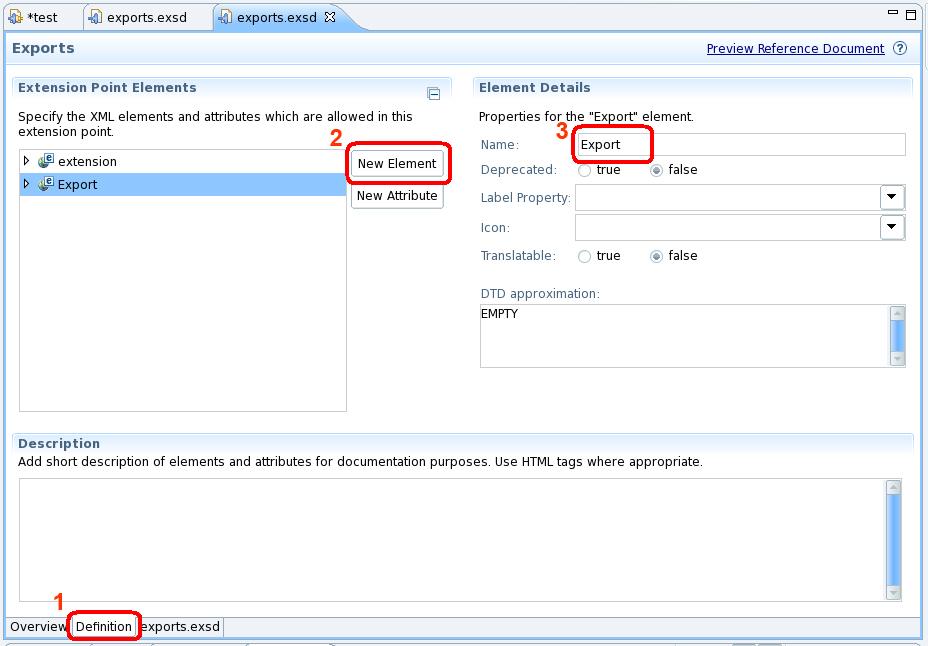 *test exports.exsd exports.exsd
Exports Preview Reference Document ?
Extension Point Elements
Specify the XML elements and attributes which are allowed in this
extension point.
2
extension
Export
New Element
New Attribute
Element Details
Properties for the "Export" element.
3
Name: Export
Deprecated: true false
Label Property:
Icon:
Translatable: true false
DTD approximation:
EMPTY
Description
Add short description of elements and attributes for documentation purposes. Use HTML tags where appropriate.
1
Overview Definition exports.exsd